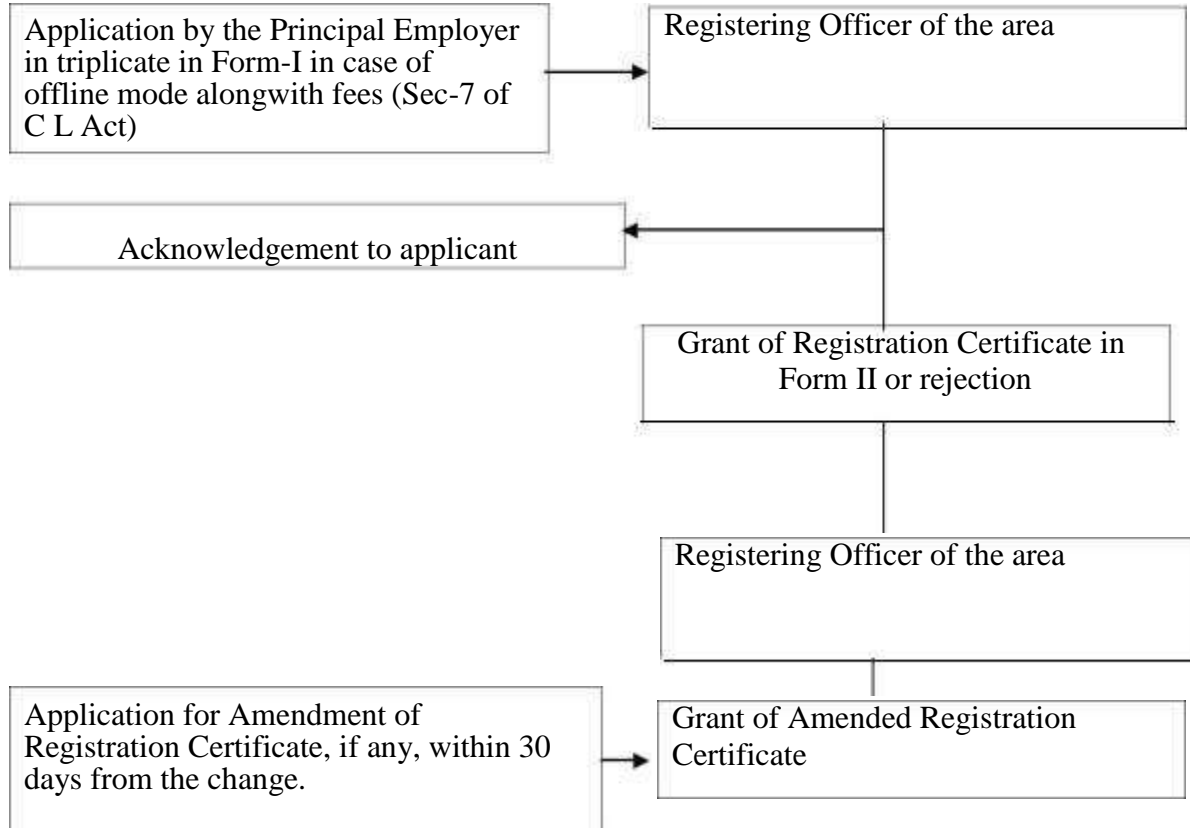 Application by the Principal Employer
in triplicate in Form-I in case of
offline mode alongwith fees (Sec-7 of
C L Act)
Registering Officer of the area
Acknowledgement to applicant
Grant of Registration Certificate in
Form II or rejection
Registering Officer of the area
Application for Amendment of
Registration Certificate, if any, within 30
days from the change.
Grant of Amended Registration
Certificate